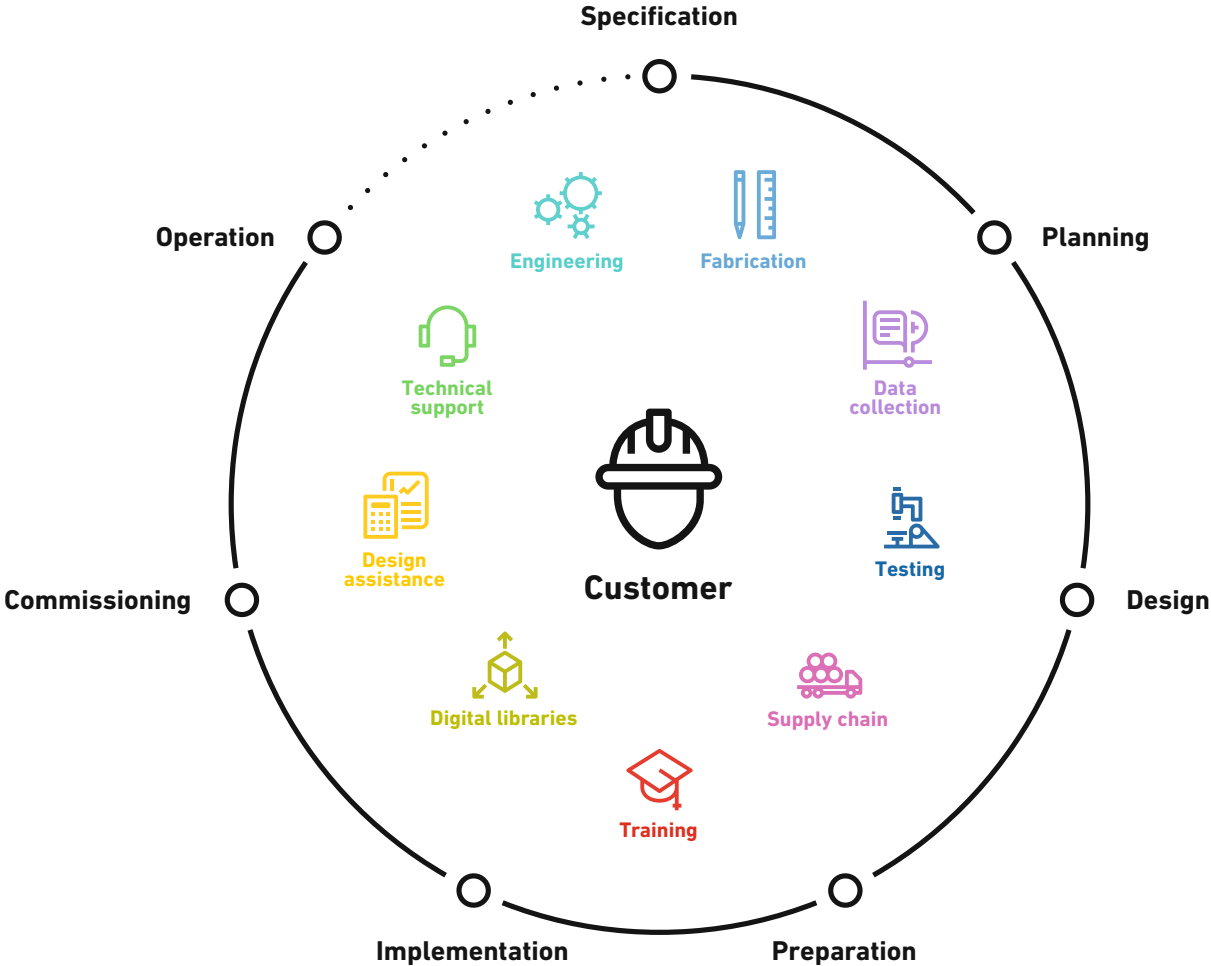 Specification
Operation
Planning
Engineering
Fabrication
Technical
support
Data
collection
Design
assistance
Testing
Customer
Commissioning
Design
Digital libraries
Supply chain
Training
Implementation
Preparation